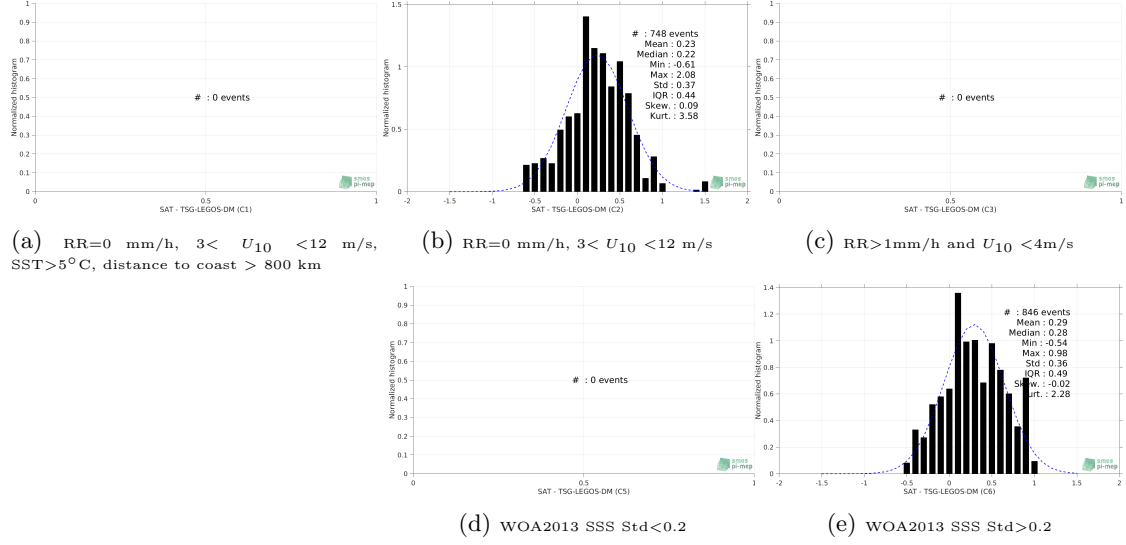 1
0.9
0.8
0.7
0.6
0.5
0.4
0.3
0.2
0.1
0
Normalized histogram
# : 0 events
smos
pi-mep
0 0.5 1
SAT - TSG-LEGOS-DM (C1)
(a) RR=0 mm/h, 3< U10 <12 m/s,
SST>5°C, distance to coast > 800 km
1.5
1
0.5
0
Normalized histogram
# : 748 events
Mean : 0.23
Median : 0.22
Min : -0.61
Max : 2.08
Std : 0.37
IQR : 0.44
Skew. : 0.09
Kurt. : 3.58
smos
pi-mep
-2 -1.5 -1 -0.5 0 0.5 1 1.5 2
SAT - TSG-LEGOS-DM (C2)
(b) RR=0 mm/h, 3< U10 <12 m/s
1
0.9
0.8
0.7
0.6
0.5
0.4
0.3
0.2
0.1
0
Normalized histogram
# : 0 events
smos
pi-mep
0 0.5 1
SAT - TSG-LEGOS-DM (C3)
(c) RR>1mm/h and U10 <4m/s
1
0.9
0.8
0.7
0.6
0.5
0.4
0.3
0.2
0.1
0
Normalized histogram
# : 0 events
smos
pi-mep
0 0.5 1
SAT - TSG-LEGOS-DM (C5)
(d) WOA2013 SSS Std<0.2
1.4
1.2
1
0.8
0.6
0.4
0.2
0
Normalized histogram
# : 846 events
Mean : 0.29
Median : 0.28
Min : -0.54
Max : 0.98
Std : 0.36
IQR : 0.49
Skew. : -0.02
Kurt. : 2.28
smos
pi-mep
-2 -1.5 -1 -0.5 0 0.5 1 1.5 2
SAT - TSG-LEGOS-DM (C6)
(e) WOA2013 SSS Std>0.2